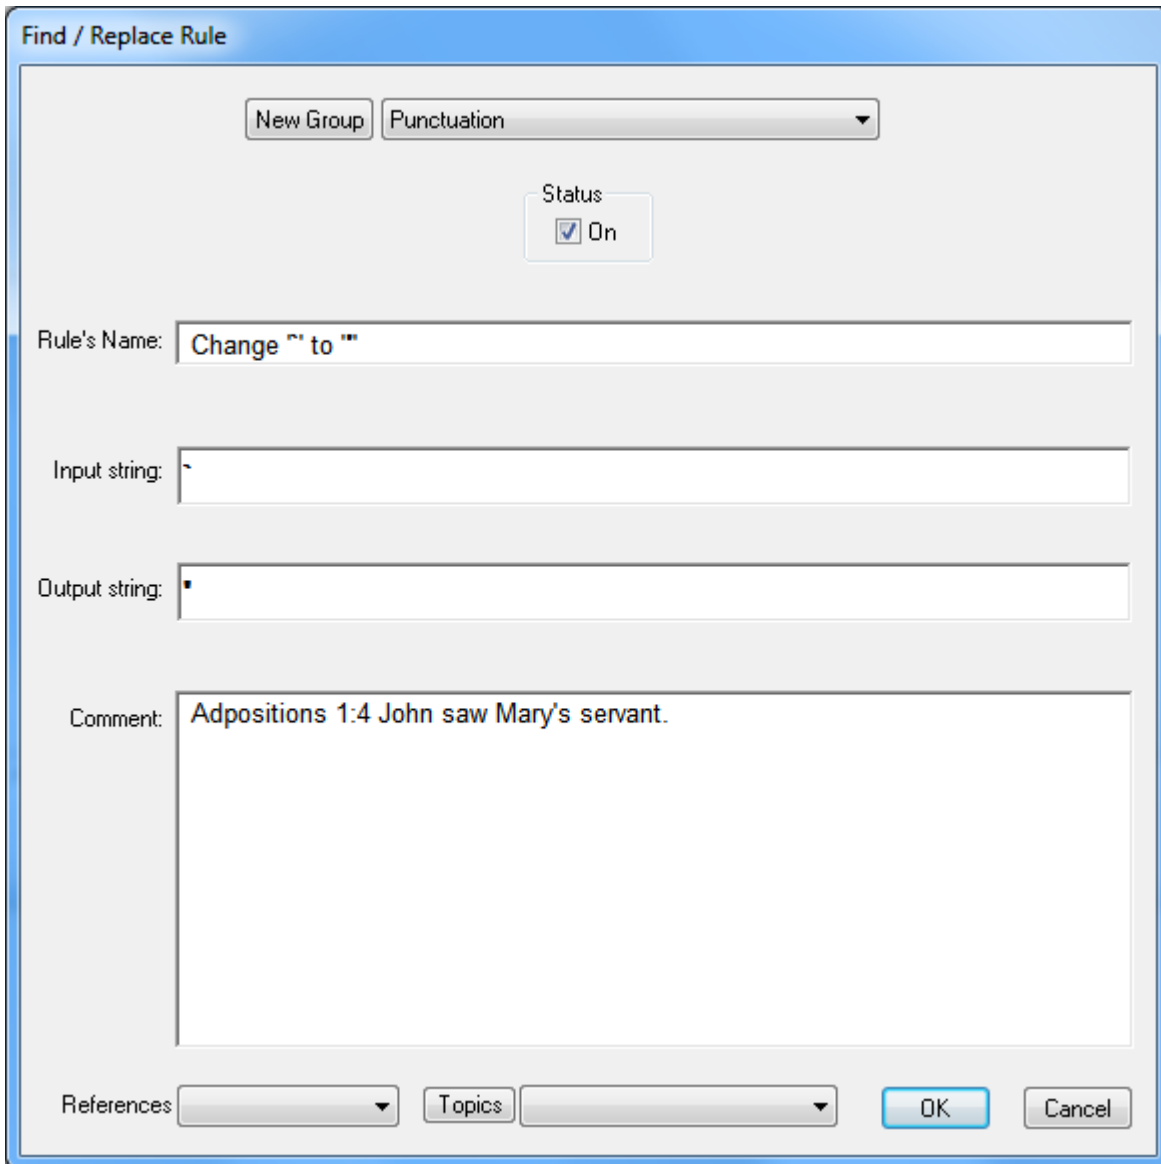 Find / Replace Rule
New Group Punctuation
Status
On
Rule's Name: Change '`' to '''
Input string: `
Output string: '
Comment: Adpositions 1:4 John saw Mary's servant.
References Topics OK Cancel